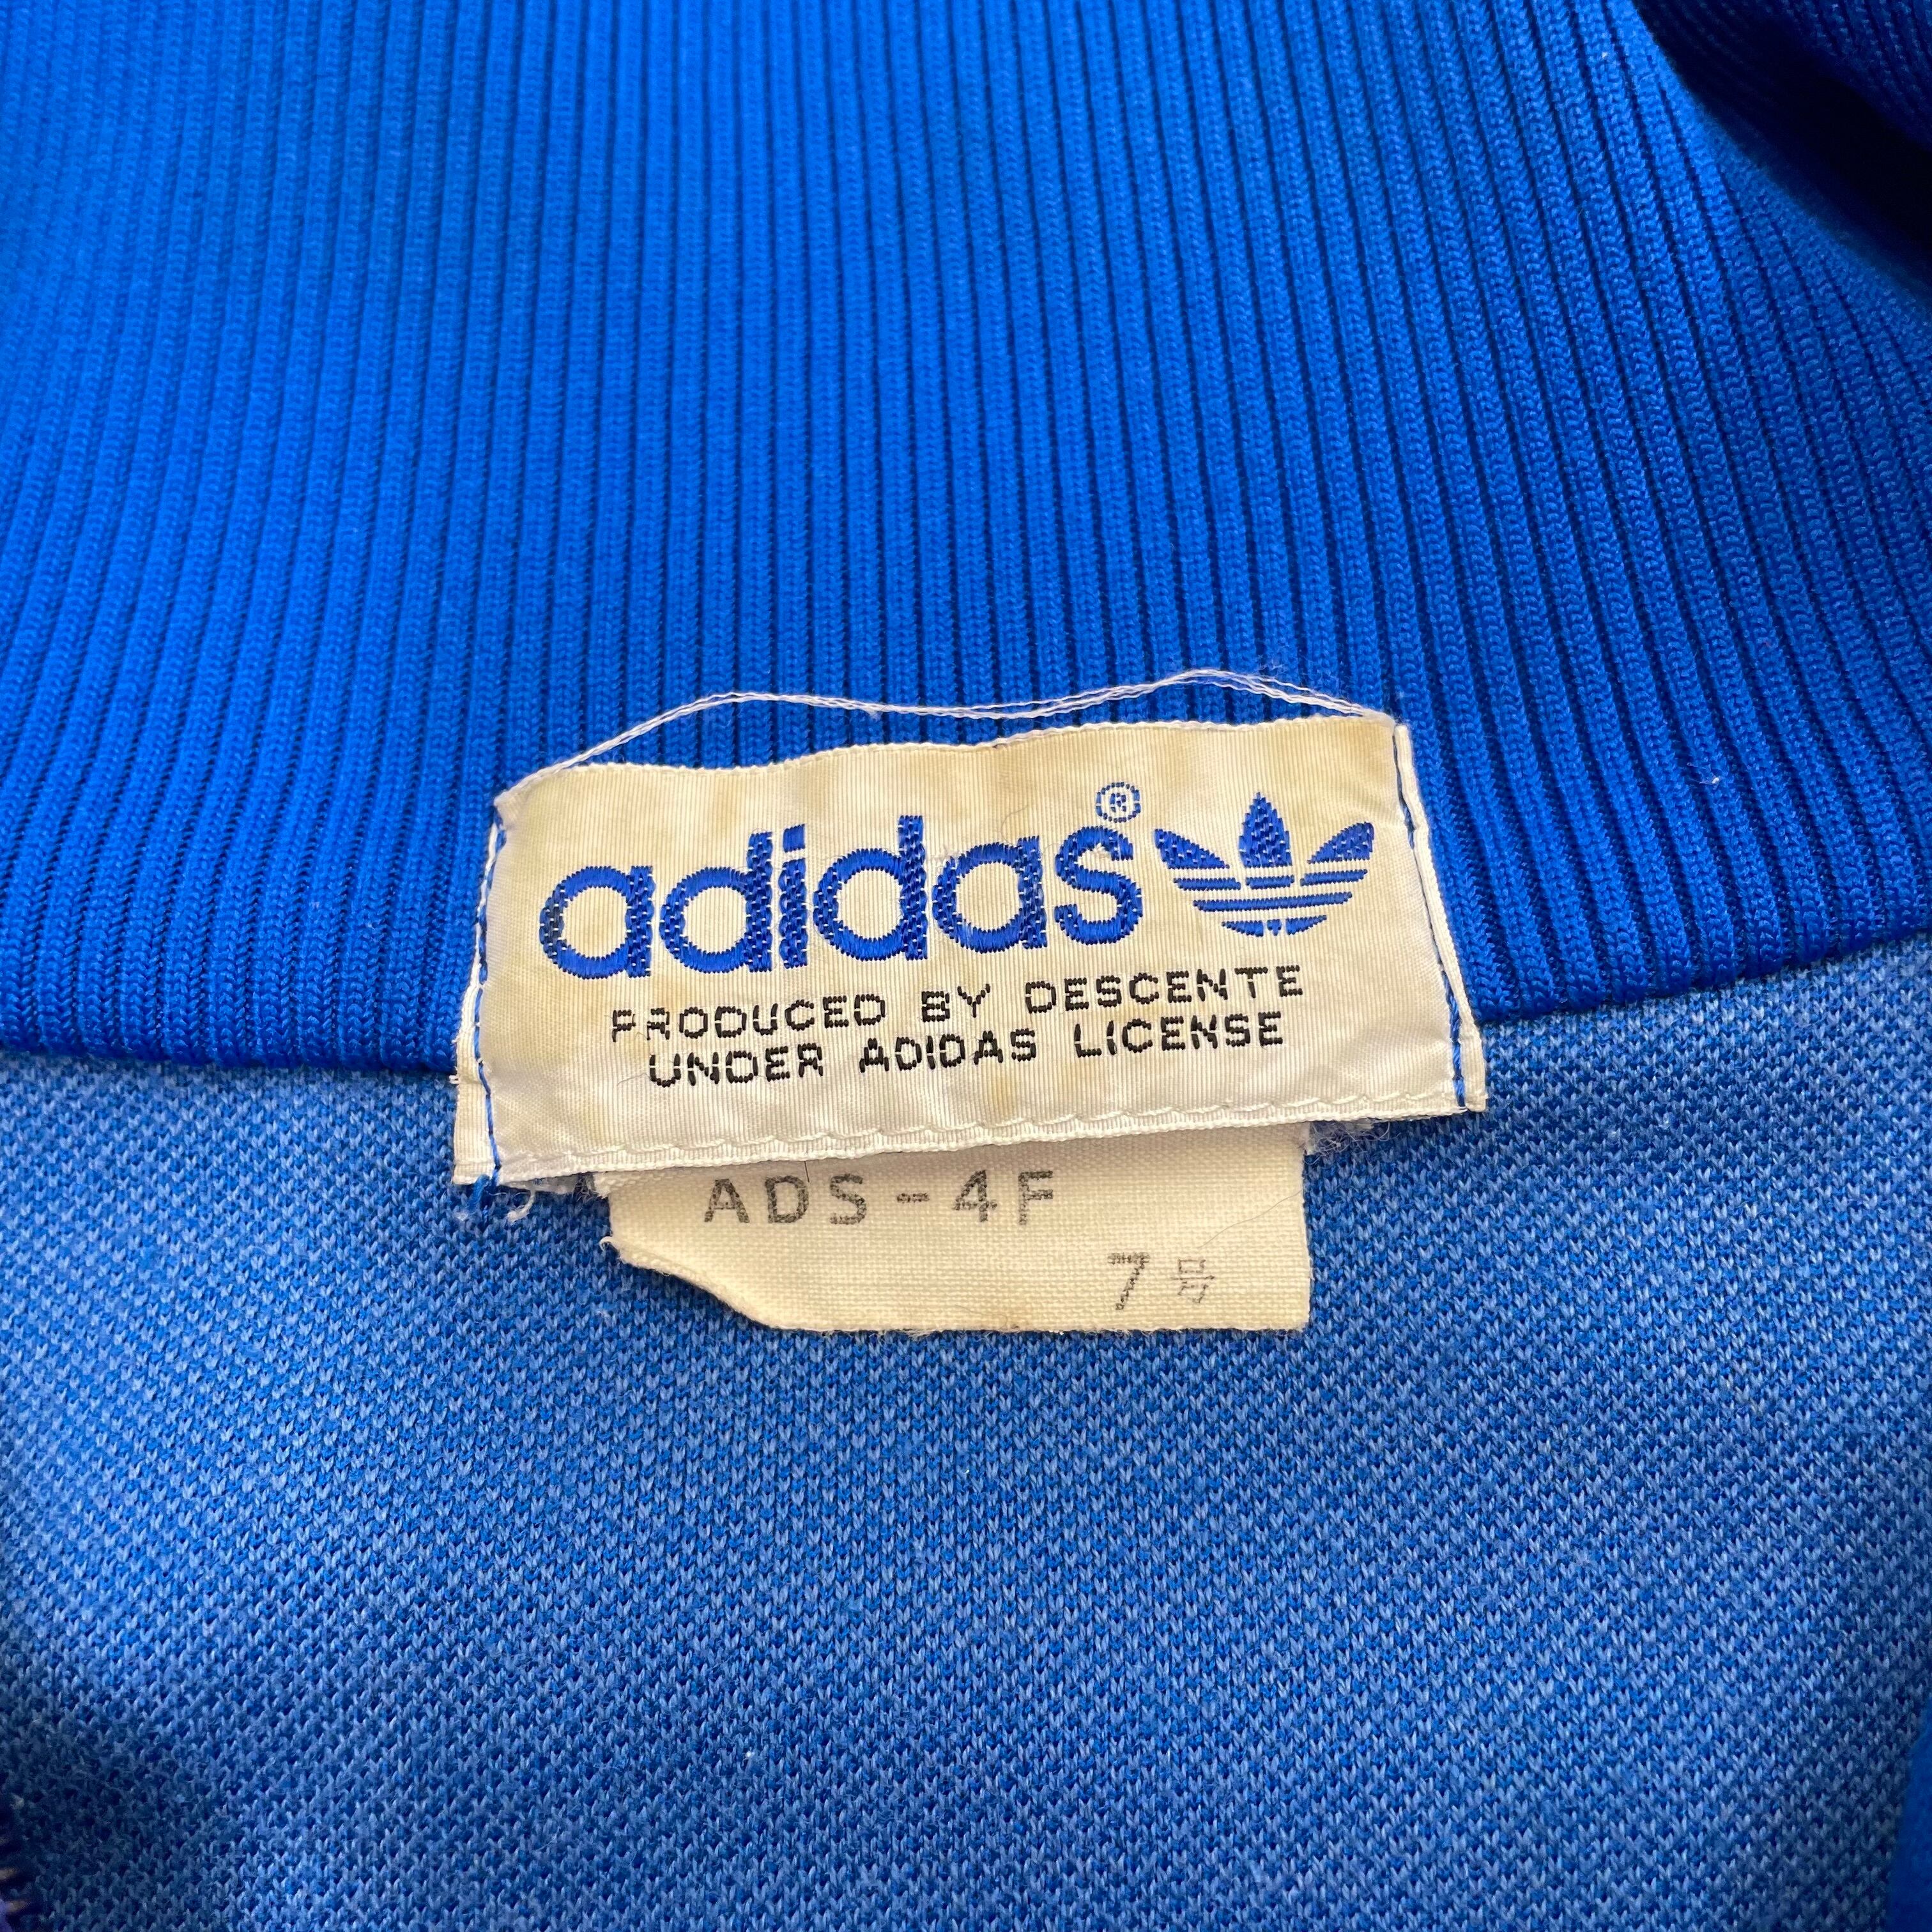 adidas®
PRODUCED BY DESCENTE
UNDER ADIDAS LICENSE
ADS-4F
7号